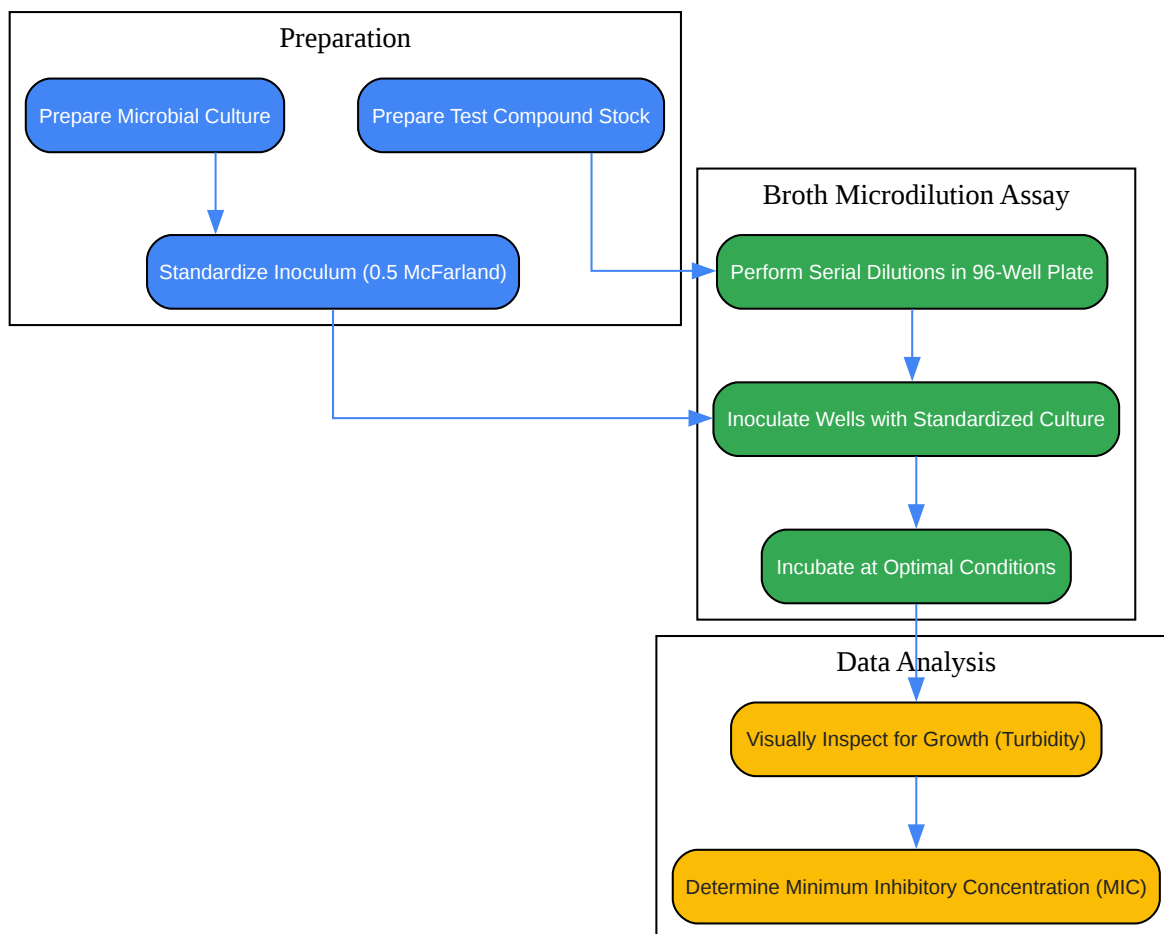 Preparation
Prepare Microbial Culture
Prepare Test Compound Stock
Standardize Inoculum (0.5 McFarland)
Broth Microdilution Assay
Perform Serial Dilutions in 96-Well Plate
Inoculate Wells with Standardized Culture
Incubate at Optimal Conditions
Data Analysis
Visually Inspect for Growth (Turbidity)
Determine Minimum Inhibitory Concentration (MIC)